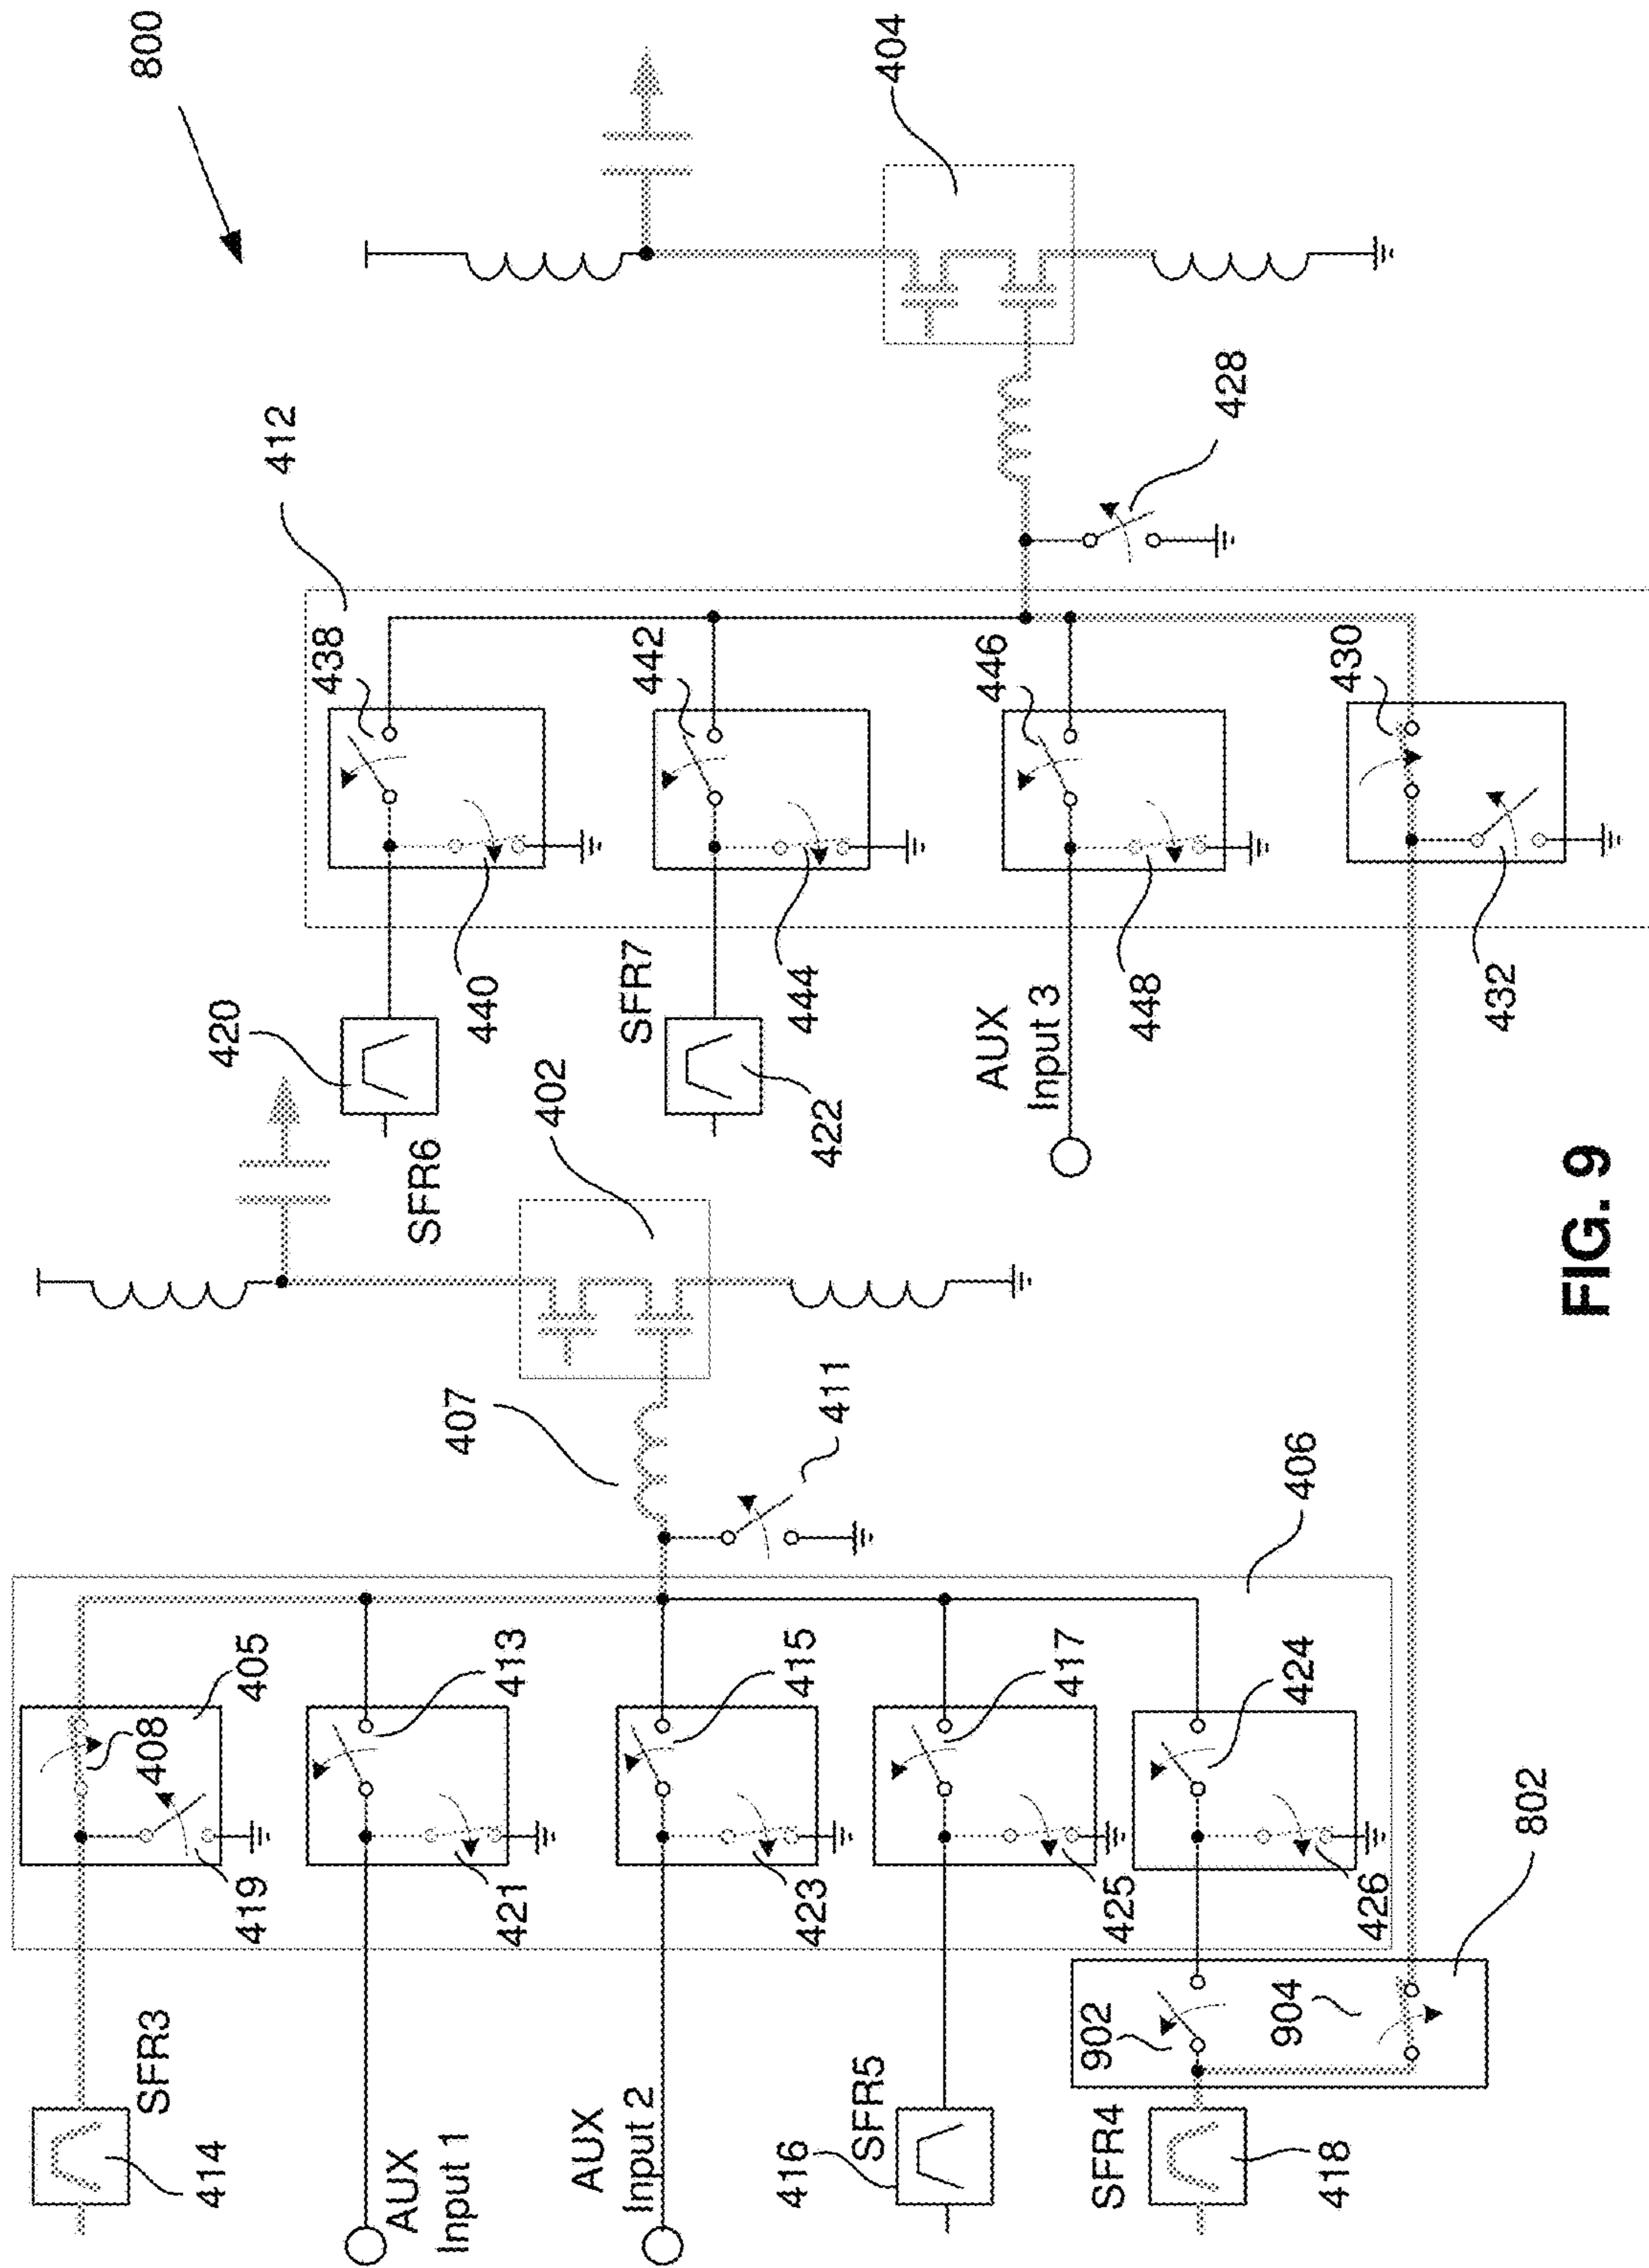 800
404
412
428
438
442
446
430
440
444
448
432
420
SFR6
SFR7
422
AUX
Input 3
402
407
411
406
405
408
413
415
417
424
419
421
423
425
426
802
902
904
SFR3
414
AUX
Input 1
AUX
Input 2
SFR5
416
SFR4
418
FIG. 9